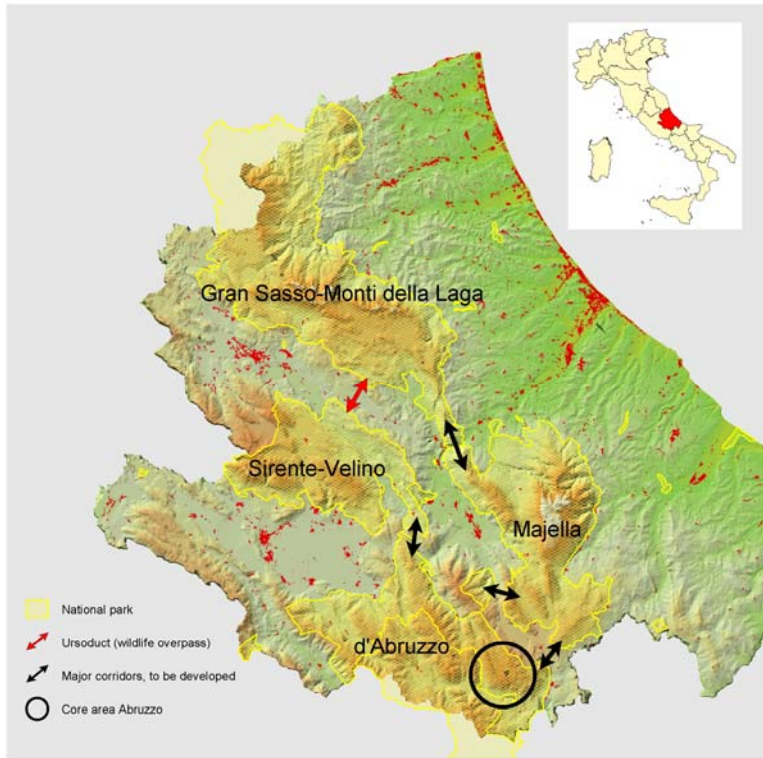 Gran Sasso-Monti della Laga
Sirente-Velino
Majella
d'Abruzzo
National park
Ursoduct (wildlife overpass)
Major corridors, to be developed
Core area Abruzzo